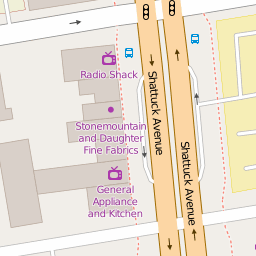 Radio Shack
Stonemountain
and Daughter
Fine Fabrics
General
Appliance
and Kitchen
Shattuck Avenue
Shattuck Avenue